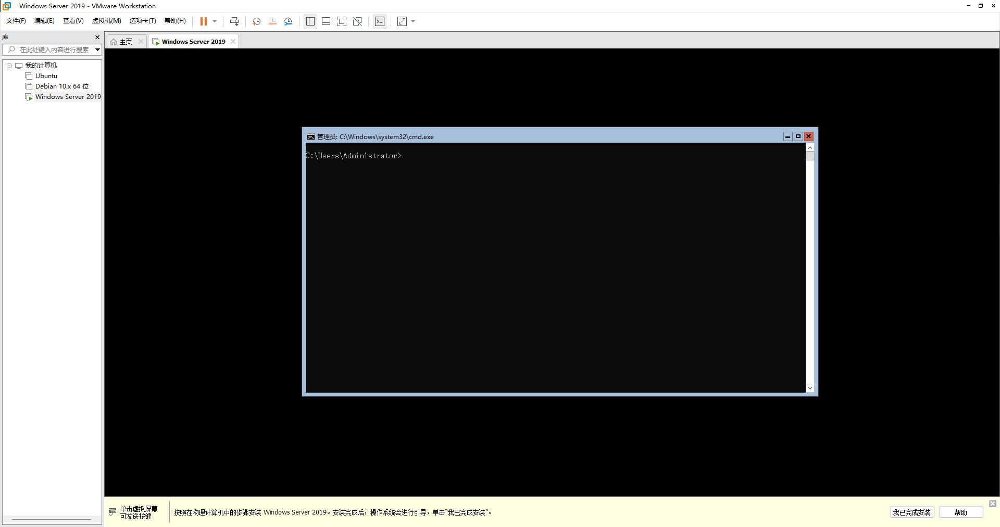 Windows Server 2019 - VMware Workstation
文件(F) 编辑(E) 查看(V) 虚拟机(M) 选项卡(T) 帮助(H)
库
在此处键入内容进行搜索
我的计算机
Ubuntu
Debian 10.x 64 位
Windows Server 2019
主页
Windows Server 2019
管理员: C:\Windows\system32\cmd.exe
C:\Users\Administrator>
单击虚拟屏幕
可发送按键
按照在物理计算机中的步骤安装 Windows Server 2019。安装完成后，操作系统会进行引导，单击“我已完成安装”。
我已完成安装
帮助